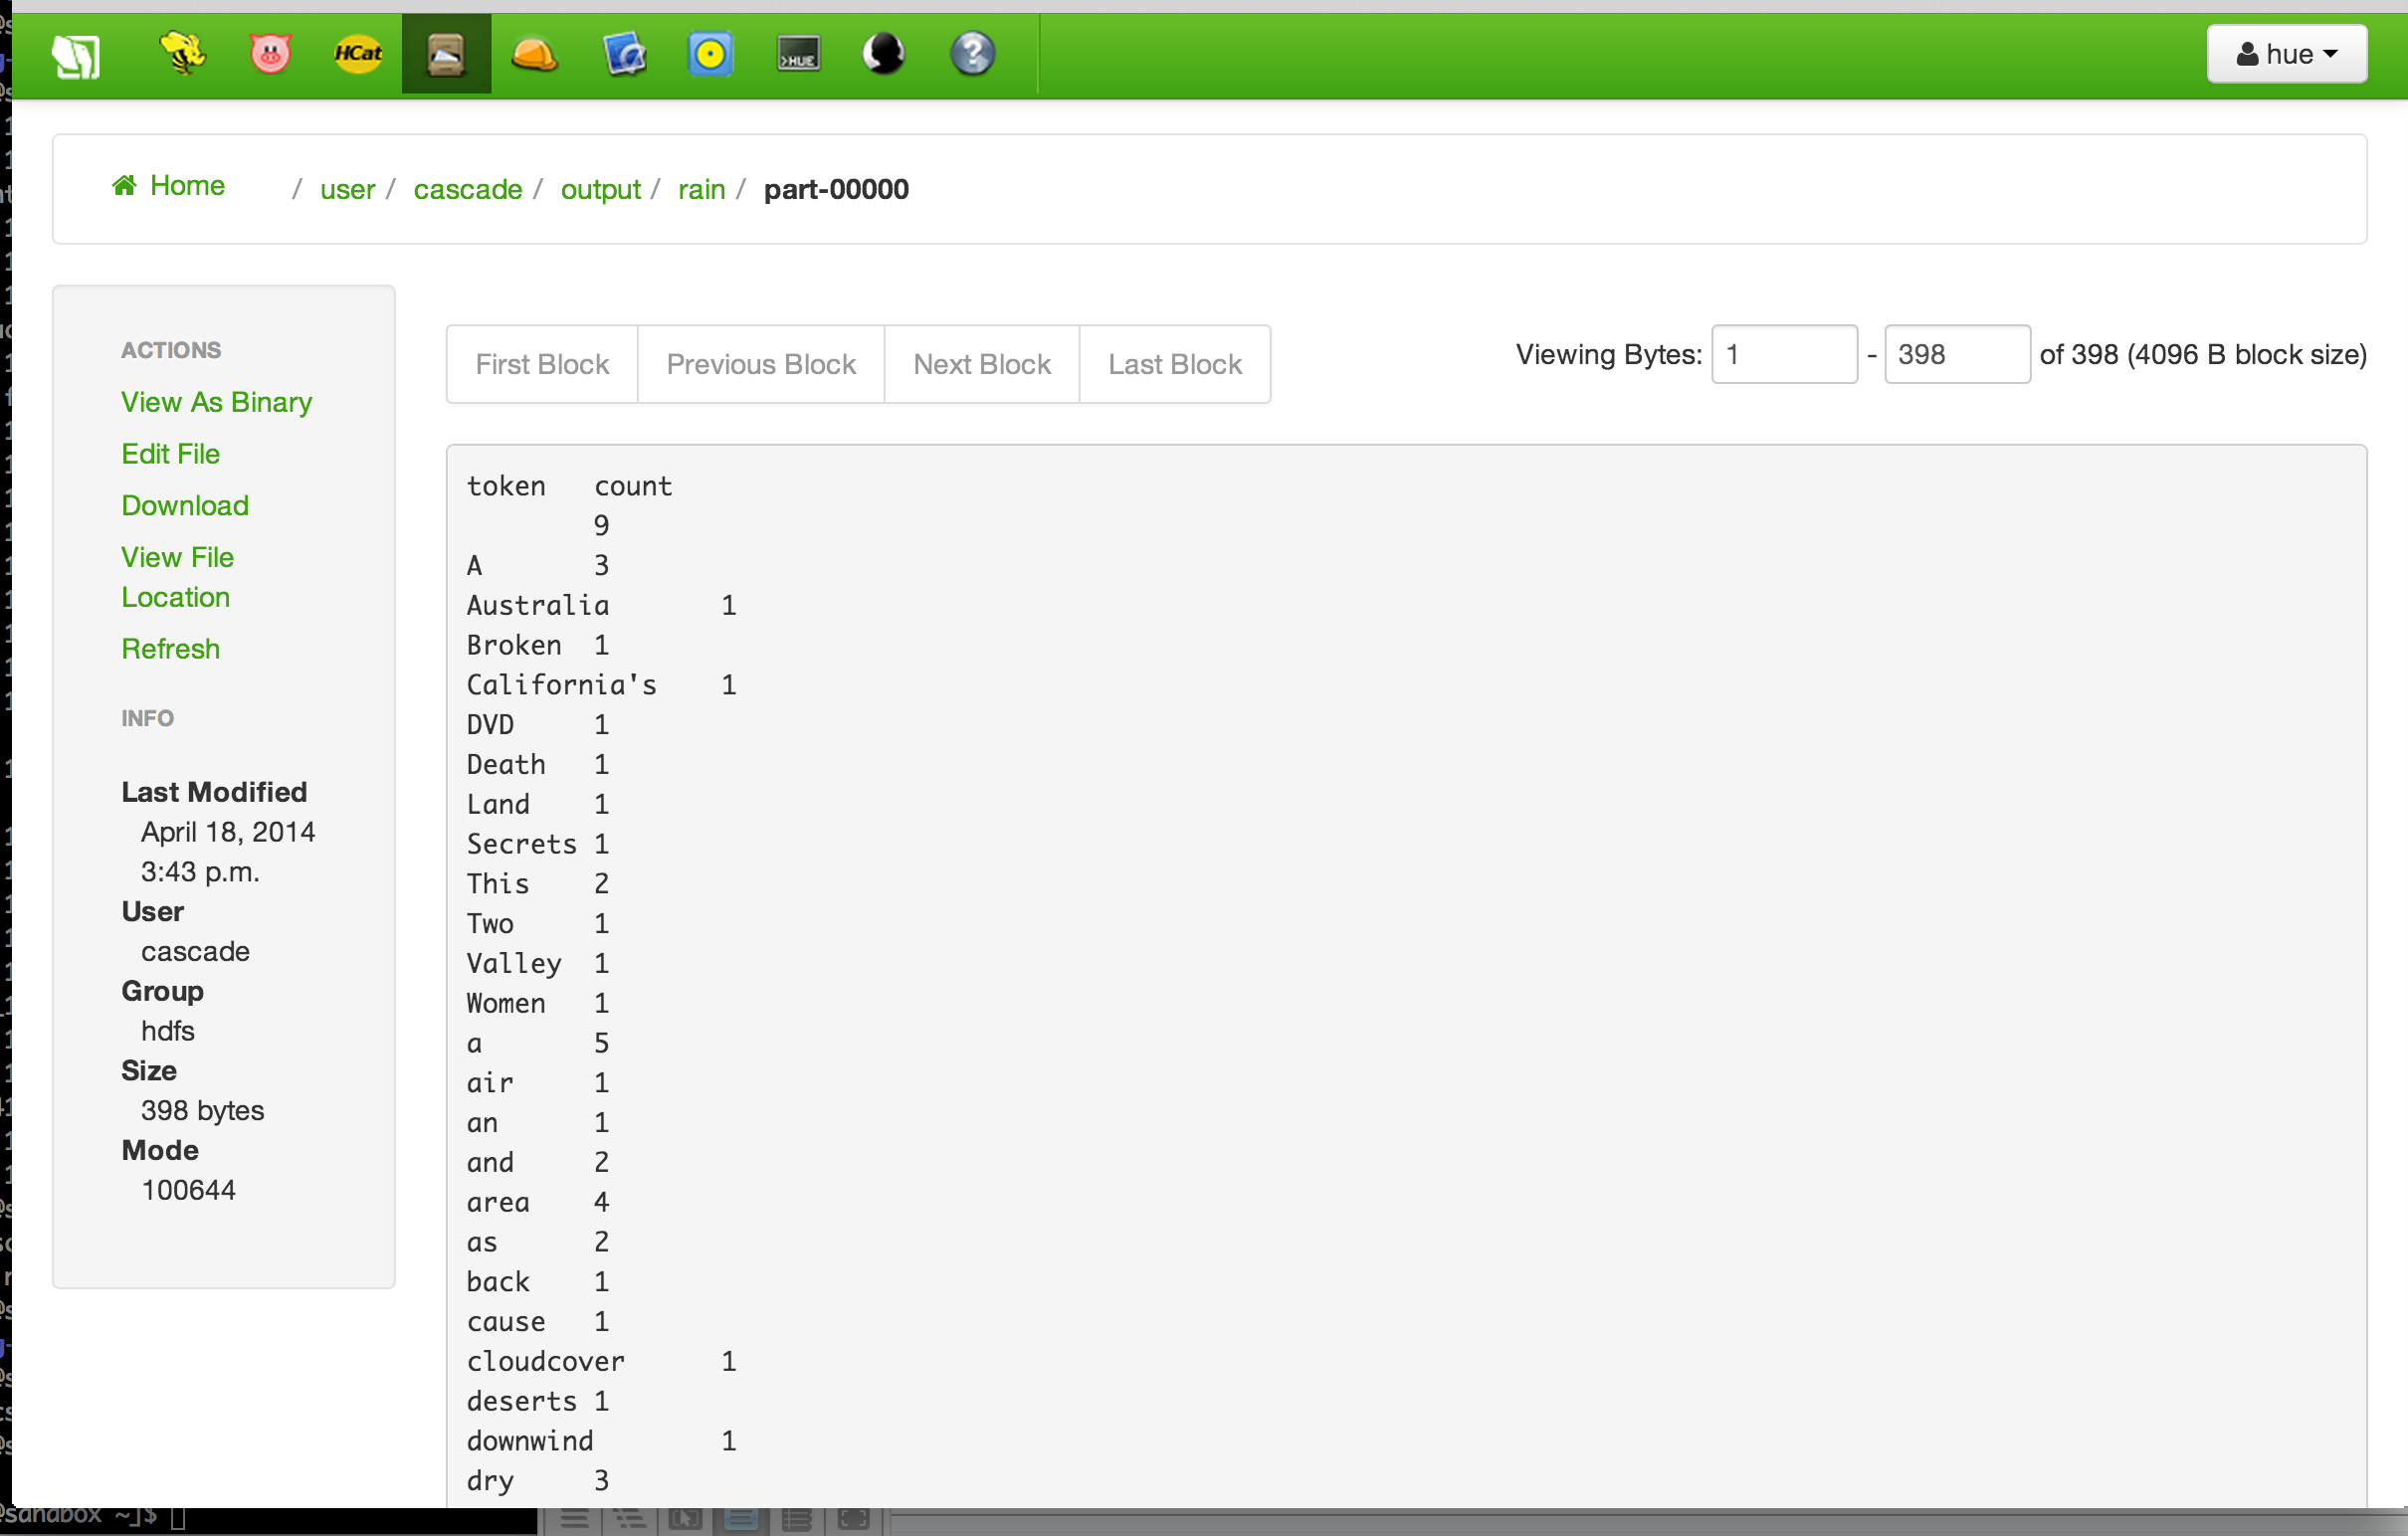 HCat
>HUE
?
hue
Home / user / cascade / output / rain / part-00000
ACTIONS
View As Binary
Edit File
Download
View File
Location
Refresh
INFO
Last Modified
April 18, 2014
3:43 p.m.
User
cascade
Group
hdfs
Size
398 bytes
Mode
100644
First Block Previous Block Next Block Last Block
Viewing Bytes: 1 - 398 of 398 (4096 B block size)
token count
9
A 3
Australia 1
Broken 1
California's 1
DVD 1
Death 1
Land 1
Secrets 1
This 2
Two 1
Valley 1
Women 1
a 5
air 1
an 1
and 2
area 4
as 2
back 1
cause 1
cloudcover 1
deserts 1
downwind 1
dry 3
@sandbox ~]$